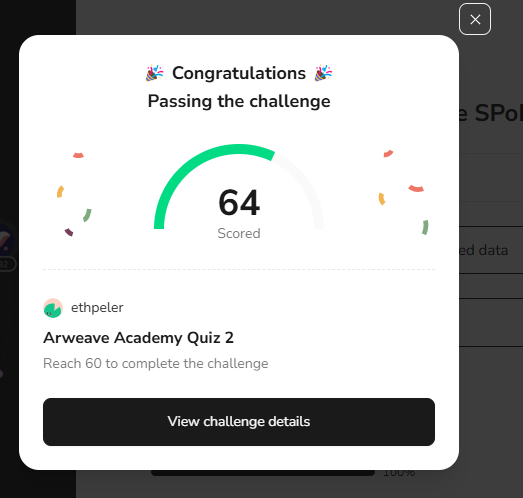 Congratulations
Passing the challenge
e SPo
64
Scored
ed data
ethpeler
Arweave Academy Quiz 2
Reach 60 to complete the challenge
View challenge details
100%